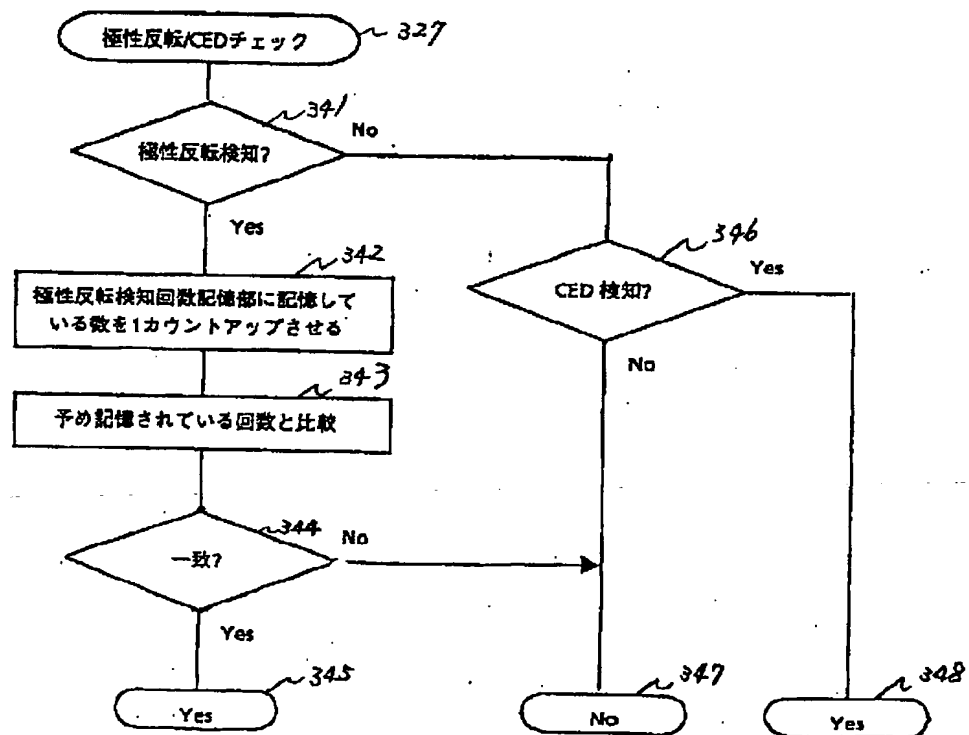 極性反転/CEDチェック
327
341
No
極性反転検知?
Yes
346
342
Yes
CED 検知?
極性反転検知回数記憶部に記憶して
いる数を1カウントアップさせる
No
343
予め記憶されている回数と比較
344
No
一致?
Yes
345
347
348
Yes
No
Yes